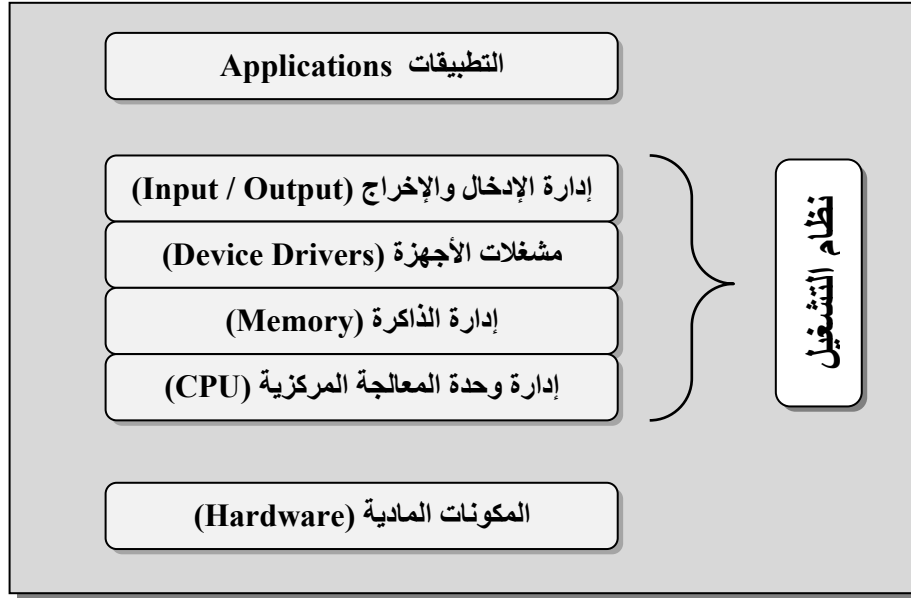 التطبيقات Applications
إدارة الإدخال والإخراج (Input / Output)
مشغلات الأجهزة (Device Drivers)
إدارة الذاكرة (Memory)
إدارة وحدة المعالجة المركزية (CPU)
نظام التشغيل
المكونات المادية (Hardware)